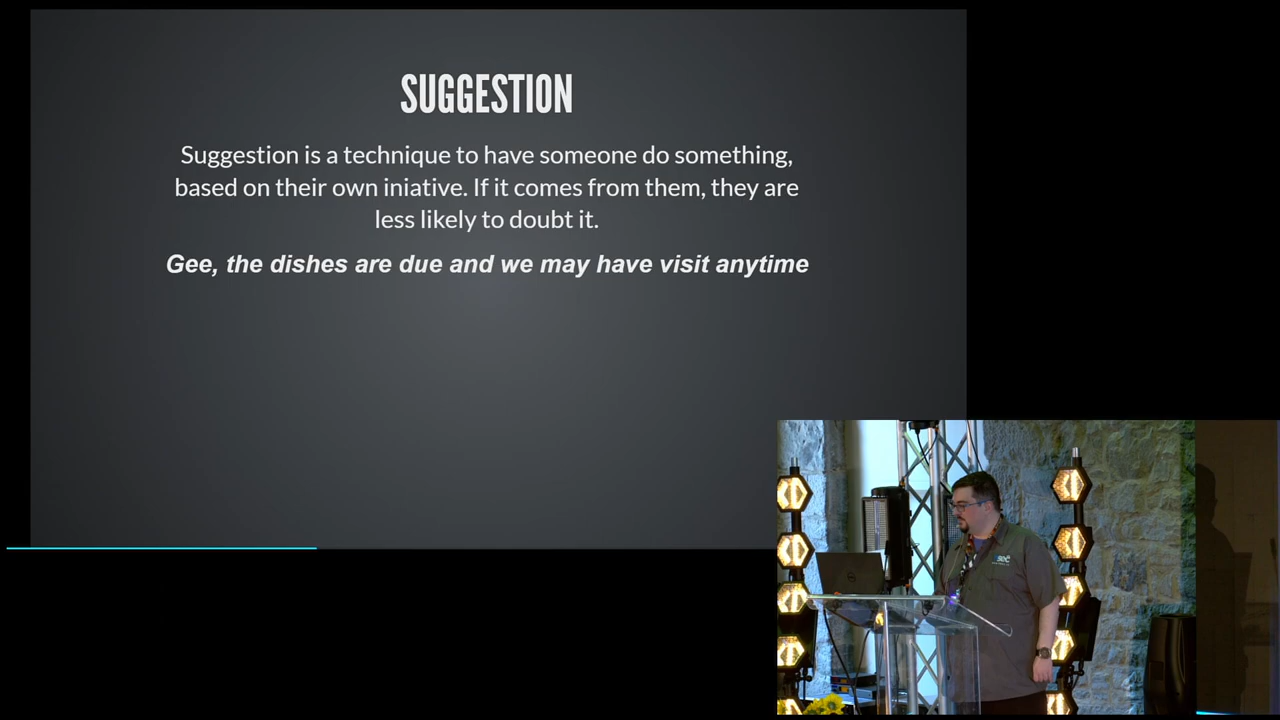 SUGGESTION
Suggestion is a technique to have someone do something,
based on their own iniative. If it comes from them, they are
less likely to doubt it.
Gee, the dishes are due and we may have visit anytime